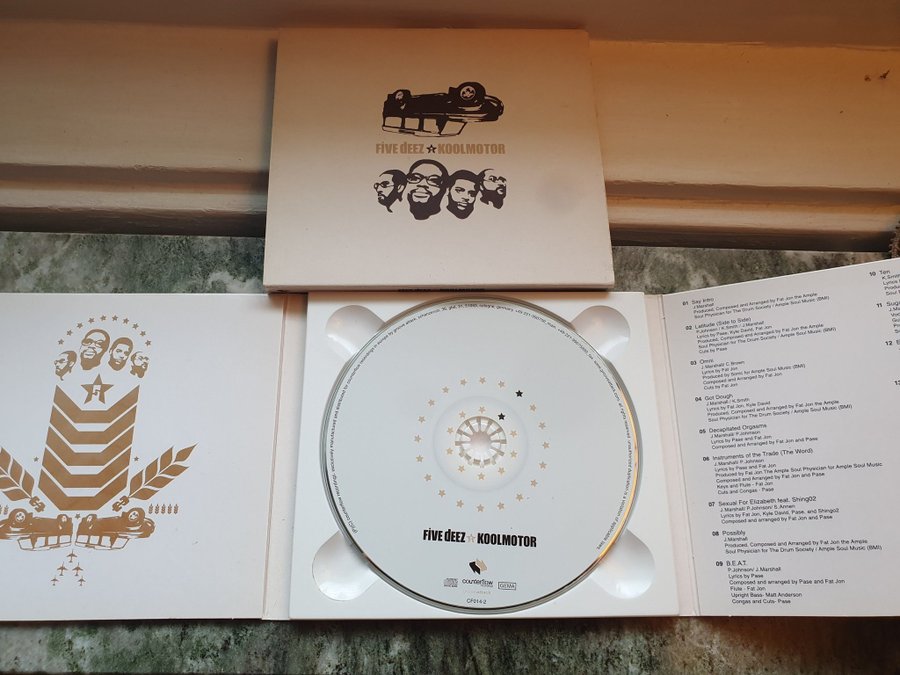 FiVE dEEZ ★ KOOLMOTOR
FiVE dEEZ ☆ KOOLMOTOR
counterflow
GEMA
CF014-2
01 Say Intro
J.Marshall
Produced, Composed and Arranged by Fat Jon the Ample
Soul Physician for The Drum Society / Ample Soul Music (BMI)
02 Latitude (Side to Side)
P.Johnson / K.Smith / J.Marshall
Lyrics by Pase, Kyle David, Fat Jon
Produced, Composed and Arranged by Fat Jon the Ample
Soul Physician for The Drum Society / Ample Soul Music (BMI)
Cuts by Pase
03 Omni
J.Marshall/ C.Brown
Lyrics by Fat Jon
Produced by Sonic for Ample Soul Music (BMI)
Composed and Arranged by Fat Jon
Cuts by Fat Jon
04 Got Dough
J.Marshall / K.Smith
Lyrics by Fat Jon, Kyle David
Produced, Composed and Arranged by Fat Jon the Ample
Soul Physician for The Drum Society / Ample Soul Music (BMI)
05 Decapitated Orgasms
J.Marshall/ P.Johnson
Lyrics by Pase and Fat Jon
Composed and Arranged by Fat Jon and Pase
06 Instruments of the Trade (The Word)
J.Marshall/ P.Johnson
Lyrics by Pase and Fat Jon
Produced by Fat Jon The Ample Soul Physician for Ample Soul Music
Composed and Arranged by Fat Jon and Pase
Keys and Flute - Fat Jon
Cuts and Congas - Pase
07 Sexual For Elizabeth feat. Shing02
J.Marshall/ P.Johnson/ S.Annen
Lyrics by Fat Jon, Kyle David, Pase, and Shingo2
Composed and arranged by Fat Jon and Pase
08 Possibly
J.Marshall
Produced, Composed and Arranged by Fat Jon the Ample
Soul Physician for The Drum Society / Ample Soul Music (BMI)
09 B.E.A.T.
P.Johnson/ J.Marshall
Lyrics by Pase
Composed and arranged by Pase and Fat Jon
Flute - Fat Jon
Upright Bass- Matt Anderson
Congas and Cuts- Pase
10 Ten
K.Smith
Lyrics
Produced
Soul Phy
11 Suga
12
13